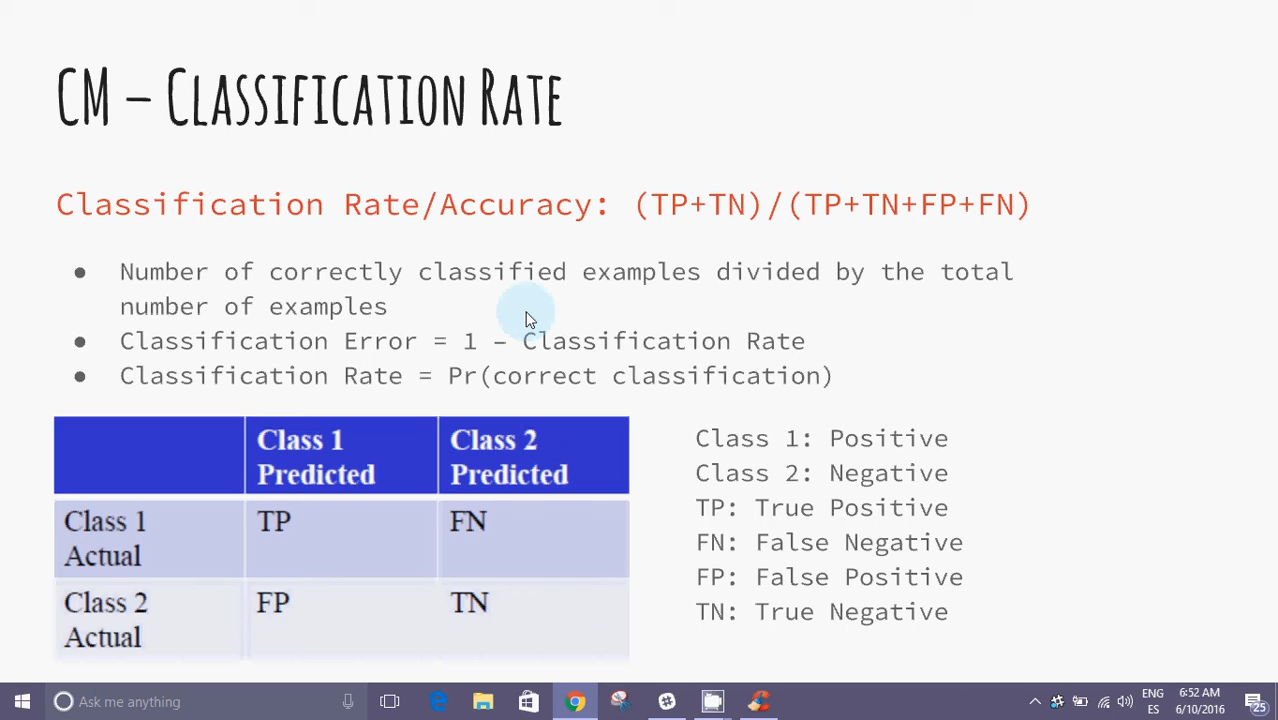 CM – Classification Rate
Classification Rate/Accuracy: (TP+TN)/(TP+TN+FP+FN)
● Number of correctly classified examples divided by the total
number of examples
● Classification Error = 1 – Classification Rate
● Classification Rate = Pr(correct classification)
Class 1 Class 2
Predicted Predicted
Class 1 TP FN
Actual
Class 2 FP TN
Actual
Class 1: Positive
Class 2: Negative
TP: True Positive
FN: False Negative
FP: False Positive
TN: True Negative
Ask me anything
ENG 6:52 AM
ES 6/10/2016 25